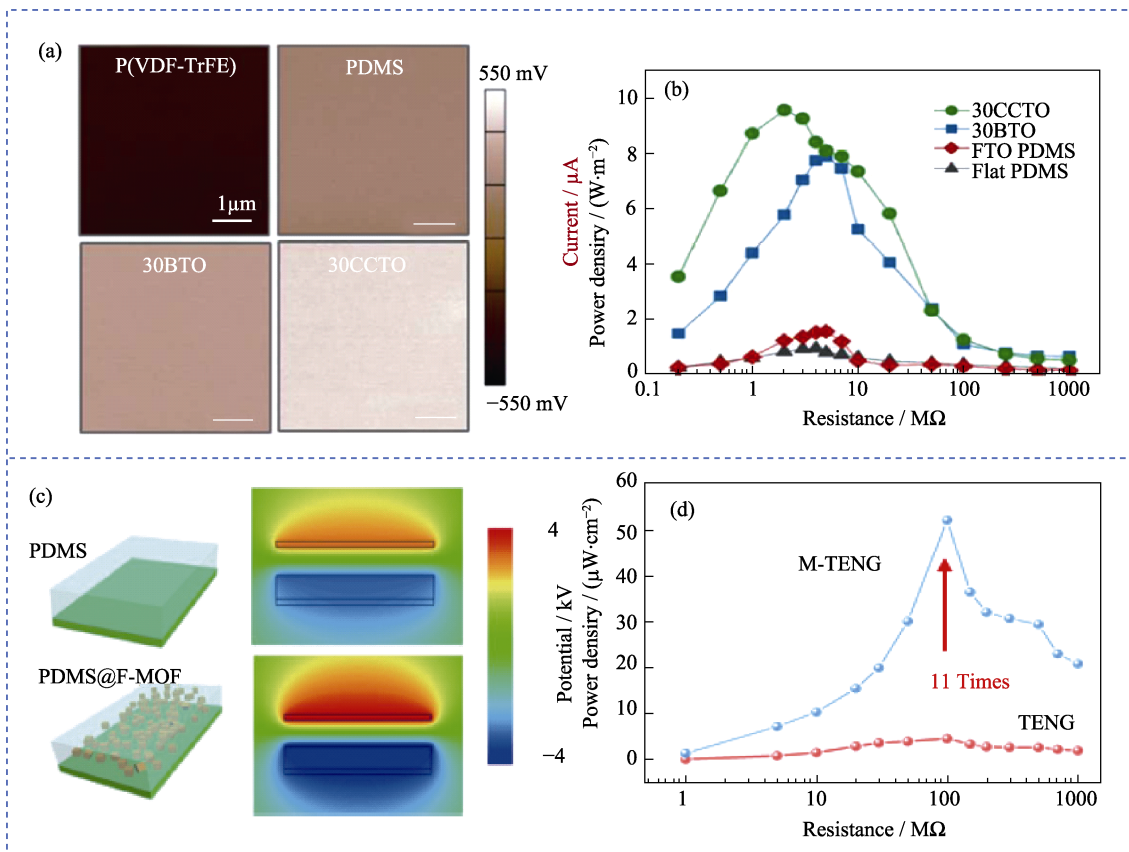 (a)
P(VDF-TrFE)
1μm
PDMS
30BTO
30CCTO
550 mV
−550 mV
(b)
30CCTO
30BTO
FTO PDMS
Flat PDMS
Current / μA
Power densiry / (W·m⁻²)
10
8
6
4
2
0
0.1
1
10
100
1000
Resistance / MΩ
(c)
PDMS
PDMS@F-MOF
4
−4
Potential / kV
(d)
Power densiry / (μW·cm⁻²)
60
50
40
30
20
10
0
M-TENG
11 Times
TENG
1
10
100
1000
Resistance / MΩ